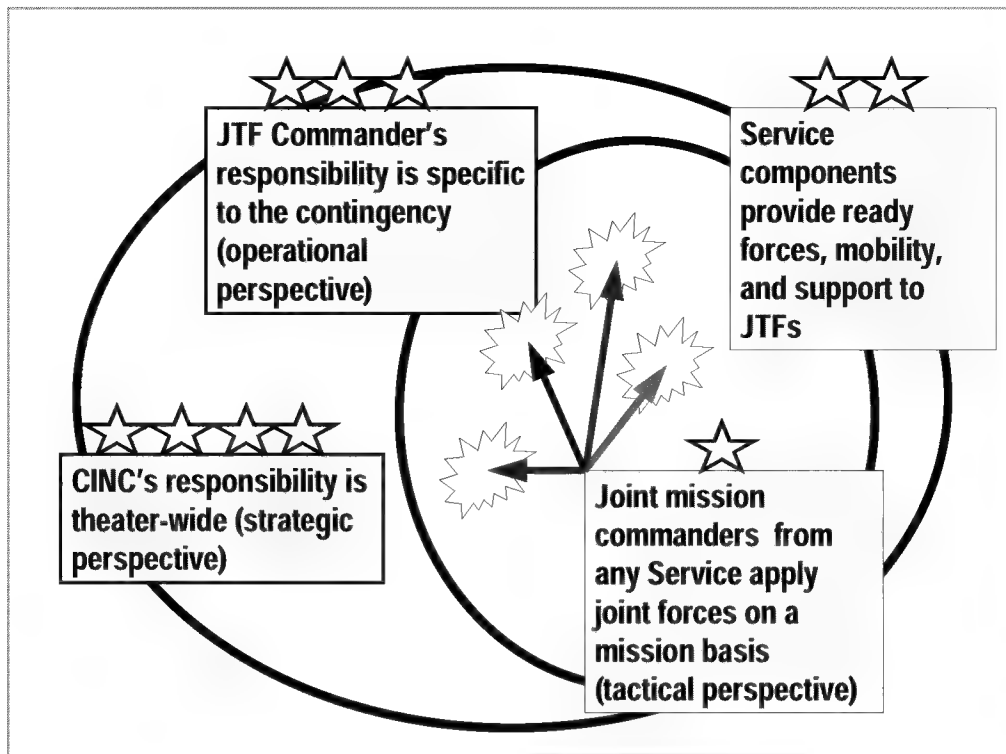 JTF Commander's
responsibility is specific
to the contingency
(operational
perspective)
Service
components
provide ready
forces, mobility,
and support to
JTFs
CINC's responsibility is
theater-wide (strategic
perspective)
Joint mission
commanders from
any Service apply
joint forces on a
mission basis
(tactical perspective)